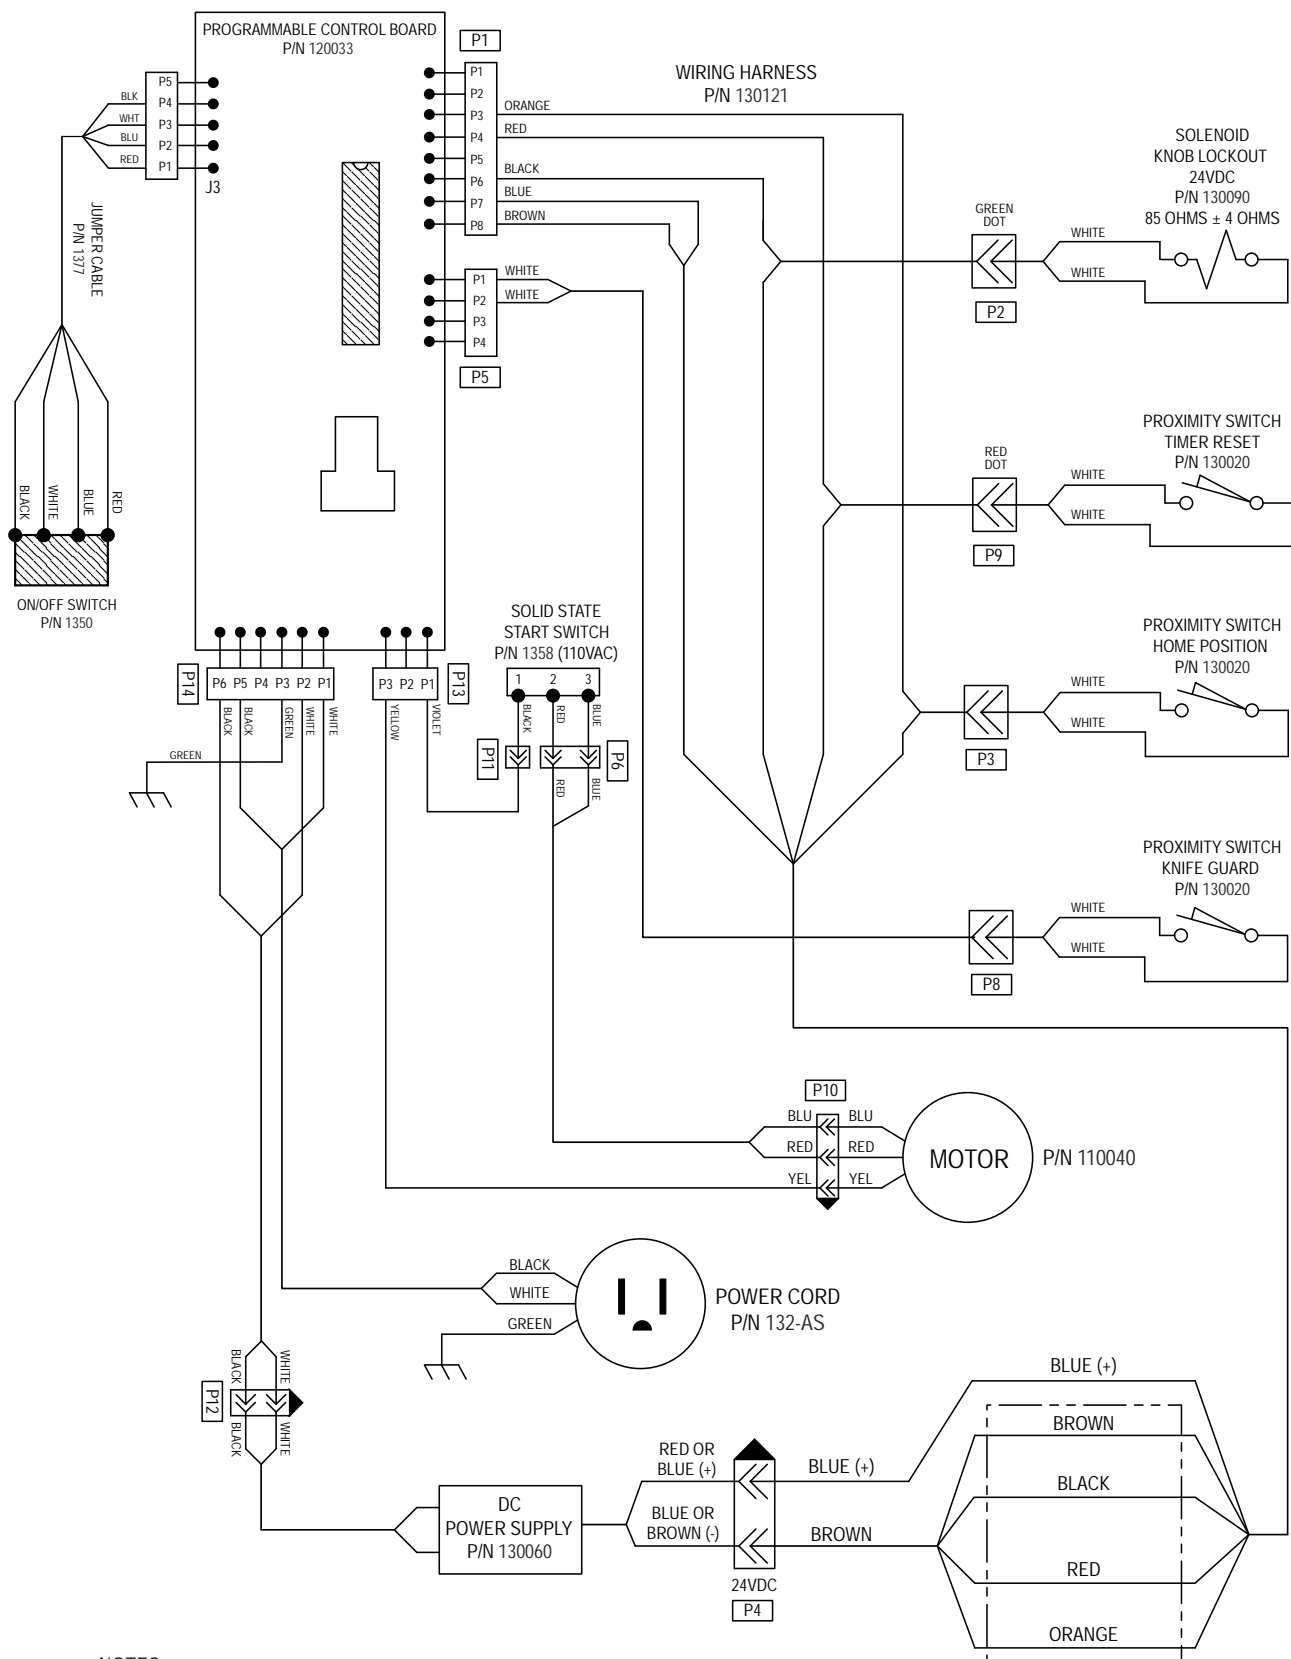 PROGRAMMABLE CONTROL BOARD
P/N 120033
P1
P1
P2
P3
P4
P5
P6
P7
P8
ORANGE
RED
BLACK
BLUE
BROWN
WIRING HARNESS
P/N 130121
P5
P4
P3
P2
P1
BLK
WHT
BLU
RED
J3
JUMPER CABLE
P/N 1377
BLACK
WHITE
BLUE
RED
ON/OFF SWITCH
P/N 1350
P1
P2
P3
P4
WHITE
WHITE
P5
SOLENOID
KNOB LOCKOUT
24VDC
P/N 130090
85 OHMS ± 4 OHMS
GREEN
DOT
WHITE
WHITE
P2
PROXIMITY SWITCH
TIMER RESET
P/N 130020
RED
DOT
WHITE
WHITE
P9
PROXIMITY SWITCH
HOME POSITION
P/N 130020
WHITE
WHITE
P3
PROXIMITY SWITCH
KNIFE GUARD
P/N 130020
WHITE
WHITE
P8
SOLID STATE
START SWITCH
P/N 1358 (110VAC)
1 2 3
BLACK
RED
BLUE
P11
P6
RED
BLUE
P14
P6 P5 P4 P3 P2 P1
BLACK
BLACK
GREEN
WHITE
WHITE
GREEN
P3 P2 P1
P13
YELLOW
VIOLET
P10
BLU BLU
RED RED
YEL YEL
MOTOR
P/N 110040
BLACK
WHITE
GREEN
POWER CORD
P/N 132-AS
BLACK
WHITE
P12
BLACK
WHITE
DC
POWER SUPPLY
P/N 130060
RED OR
BLUE (+)
BLUE OR
BROWN (-)
24VDC
P4
BLUE (+)
BROWN
BLUE (+)
BROWN
BLACK
RED
ORANGE